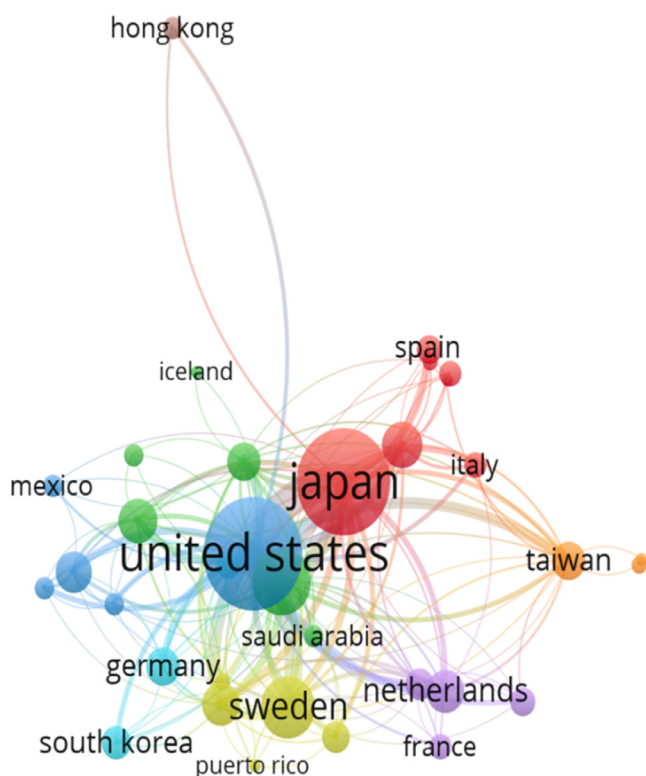 hong kong
spain
iceland
japan
italy
mexico
united states
taiwan
saudi arabia
germany
netherlands
sweden
south korea
france
puerto rico